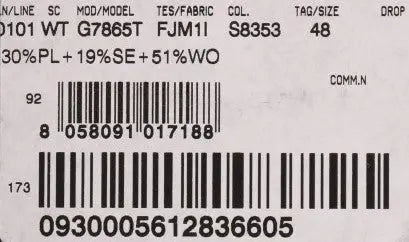 N/LINE SC MOD/MODEL TES/FABRIC COL. TAG/SIZE DROP
0101 WT G7865T FJM1I S8353 48
30%PL+19%SE+51%WO
COMM.N
92
8 058091 017188
173
0930005612836605